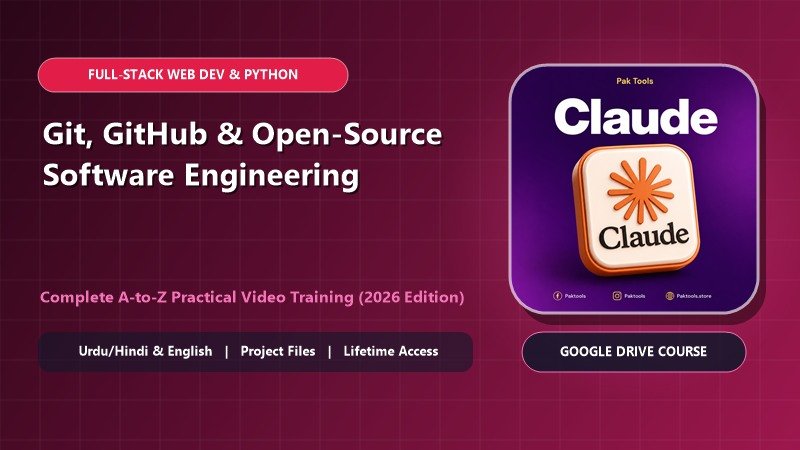 FULL-STACK WEB DEV & PYTHON
Git, GitHub & Open-Source
Software Engineering
Complete A-to-Z Practical Video Training (2026 Edition)
Urdu/Hindi & English | Project Files | Lifetime Access
Pak Tools
Claude
Claude
Paktools
Paktools
Paktools.store
GOOGLE DRIVE COURSE